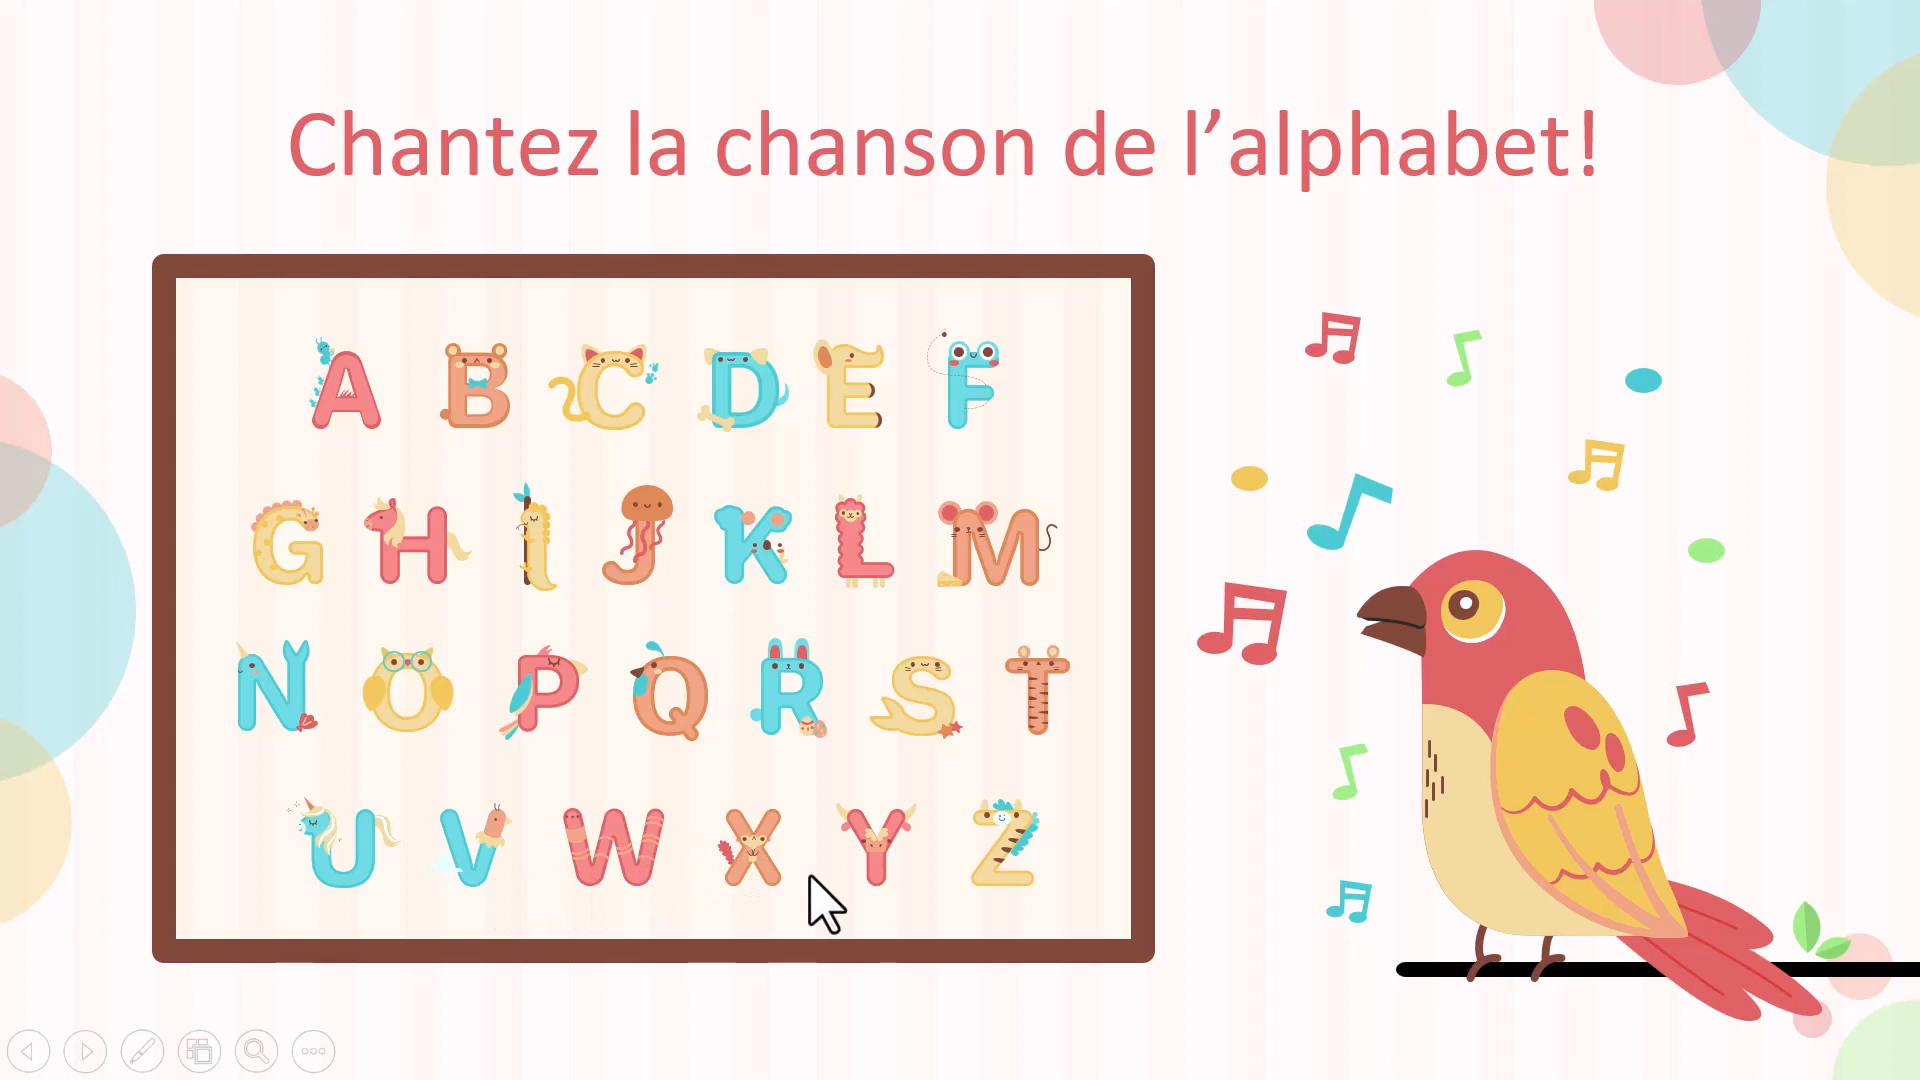 Chantez la chanson de l’alphabet!
A B C D E F
G H I J K L M
N O P Q R S T
U V W X Y Z